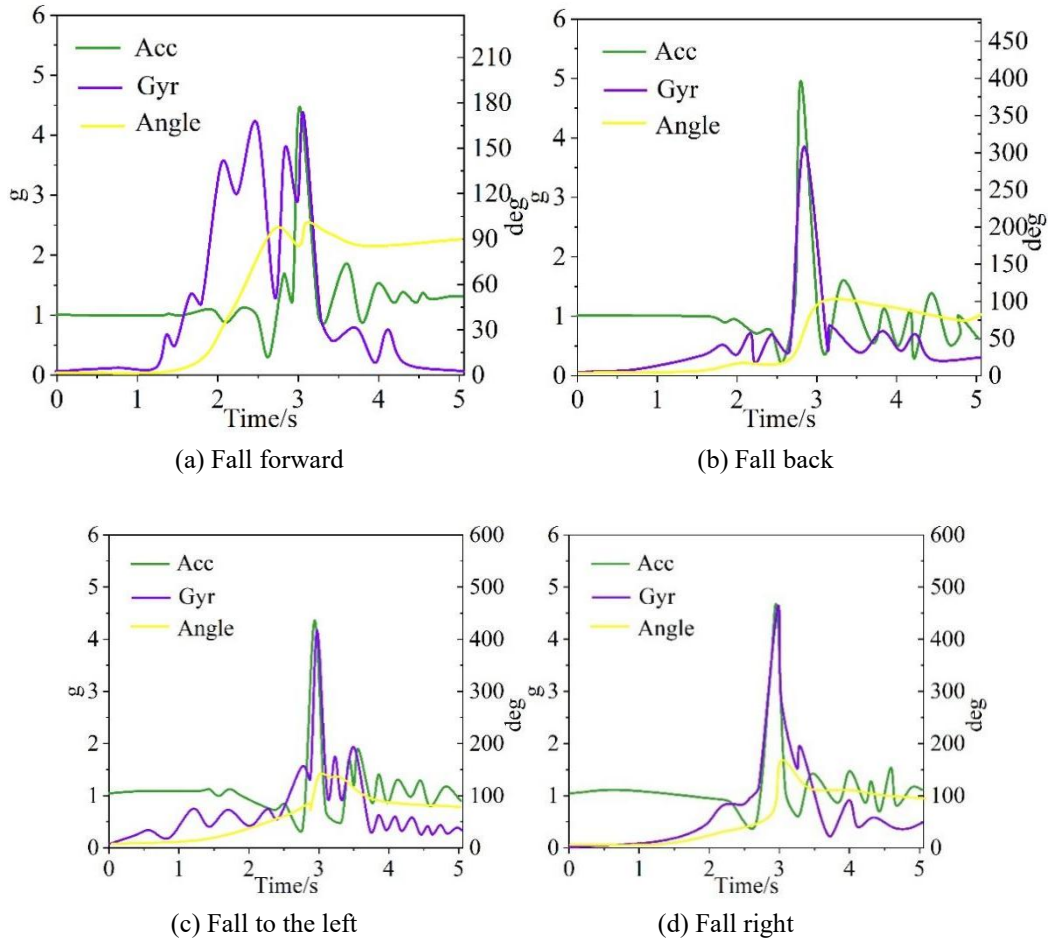 6
5
4
3
2
1
0
g
Acc
Gyr
Angle
210
180
150
120
90
60
30
0
deg
0 1 2 3 4 5
Time/s
(a) Fall forward
6
5
4
3
2
1
0
g
Acc
Gyr
Angle
450
400
350
300
250
200
150
100
50
0
deg
0 1 2 3 4 5
Time/s
(b) Fall back
6
5
4
3
2
1
0
g
Acc
Gyr
Angle
600
500
400
300
200
100
0
deg
0 1 2 3 4 5
Time/s
(c) Fall to the left
6
5
4
3
2
1
0
g
Acc
Gyr
Angle
600
500
400
300
200
100
0
deg
0 1 2 3 4 5
Time/s
(d) Fall right